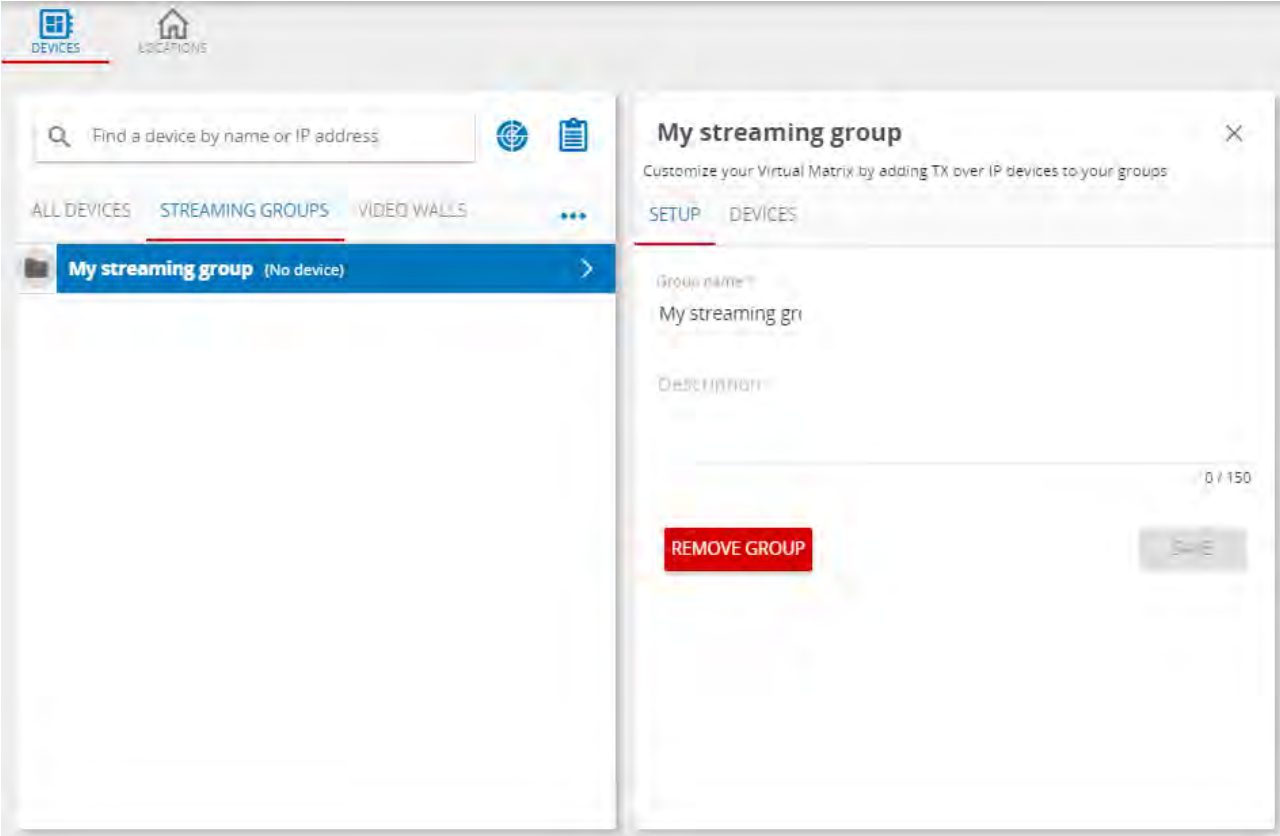 DEVICES
LOCATIONS
Find a device by name or IP address
ALL DEVICES STREAMING GROUPS VIDEO WALLS
My streaming group (No device)
My streaming group
Customize your Virtual Matrix by adding TX over IP devices to your groups
SETUP DEVICES
Group name *
My streaming gr
Description
0 / 150
REMOVE GROUP
SAVE